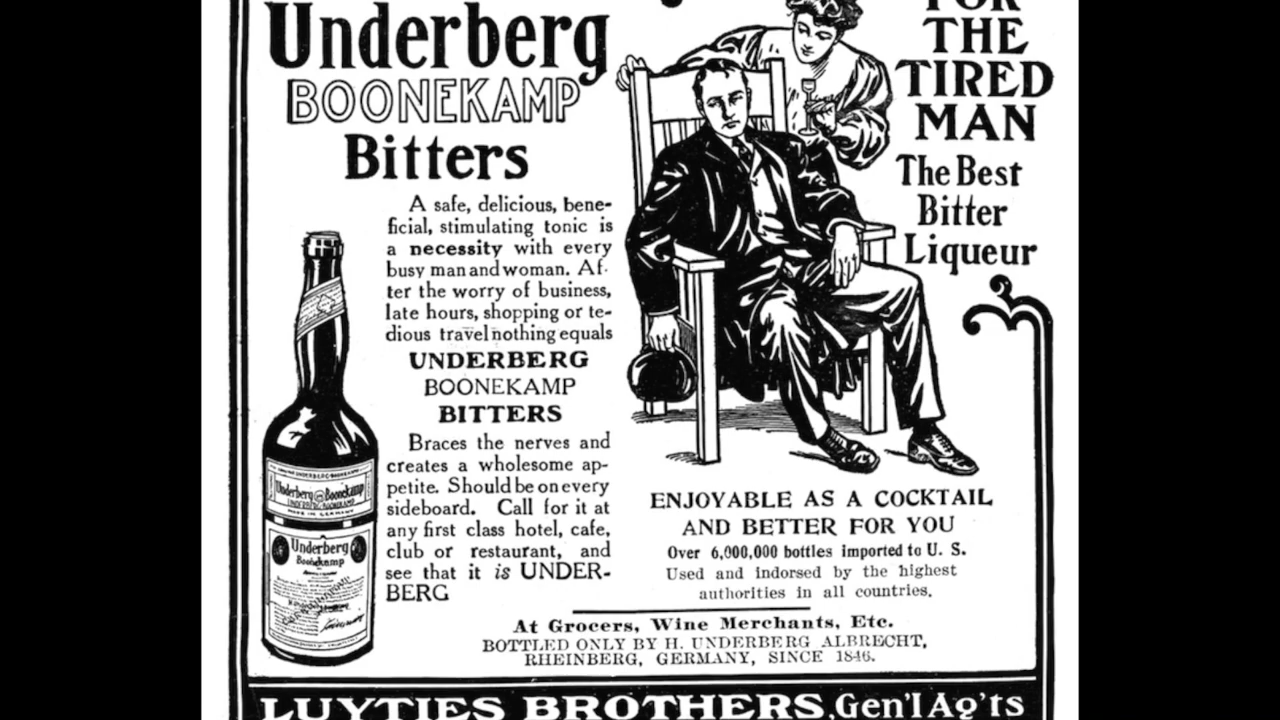 Underberg
BOONEKAMP
Bitters
FOR
THE
TIRED
MAN
The Best
Bitter
Liqueur
A safe, delicious, bene-
ficial, stimulating tonic is
a necessity with every
busy man and woman. Af-
ter the worry of business,
late hours, shopping or te-
dious travel nothing equals
UNDERBERG
BOONEKAMP
BITTERS
Braces the nerves and
creates a wholesome ap-
petite. Should be on every
sideboard. Call for it at
any first class hotel, cafe,
club or restaurant, and
see that it is UNDER-
BERG
Underberg Boonekamp
UNDERBERG BOONEKAMP
MADE IN GERMANY
Underberg
Boonekamp
ENJOYABLE AS A COCKTAIL
AND BETTER FOR YOU
Over 6,000,000 bottles imported to U. S.
Used and indorsed by the highest
authorities in all countries.
At Grocers, Wine Merchants, Etc.
BOTTLED ONLY BY H. UNDERBERG ALBRECHT,
RHEINBERG, GERMANY, SINCE 1846.
LUYTIES BROTHERS, Gen'l Ag'ts